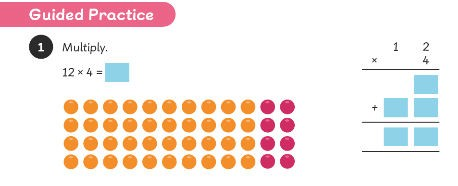 Guided Practice
1 Multiply.
12 × 4 =
1 2
× 4
+